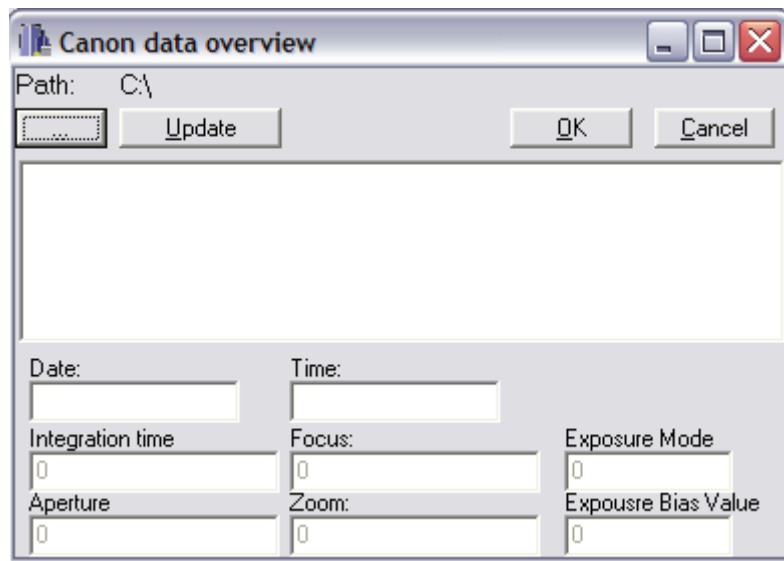 Canon data overview
Path: C:\
... Update OK Cancel
Date: Time:
Integration time Focus: Exposure Mode
0 0 0
Aperture Zoom: Expousre Bias Value
0 0 0